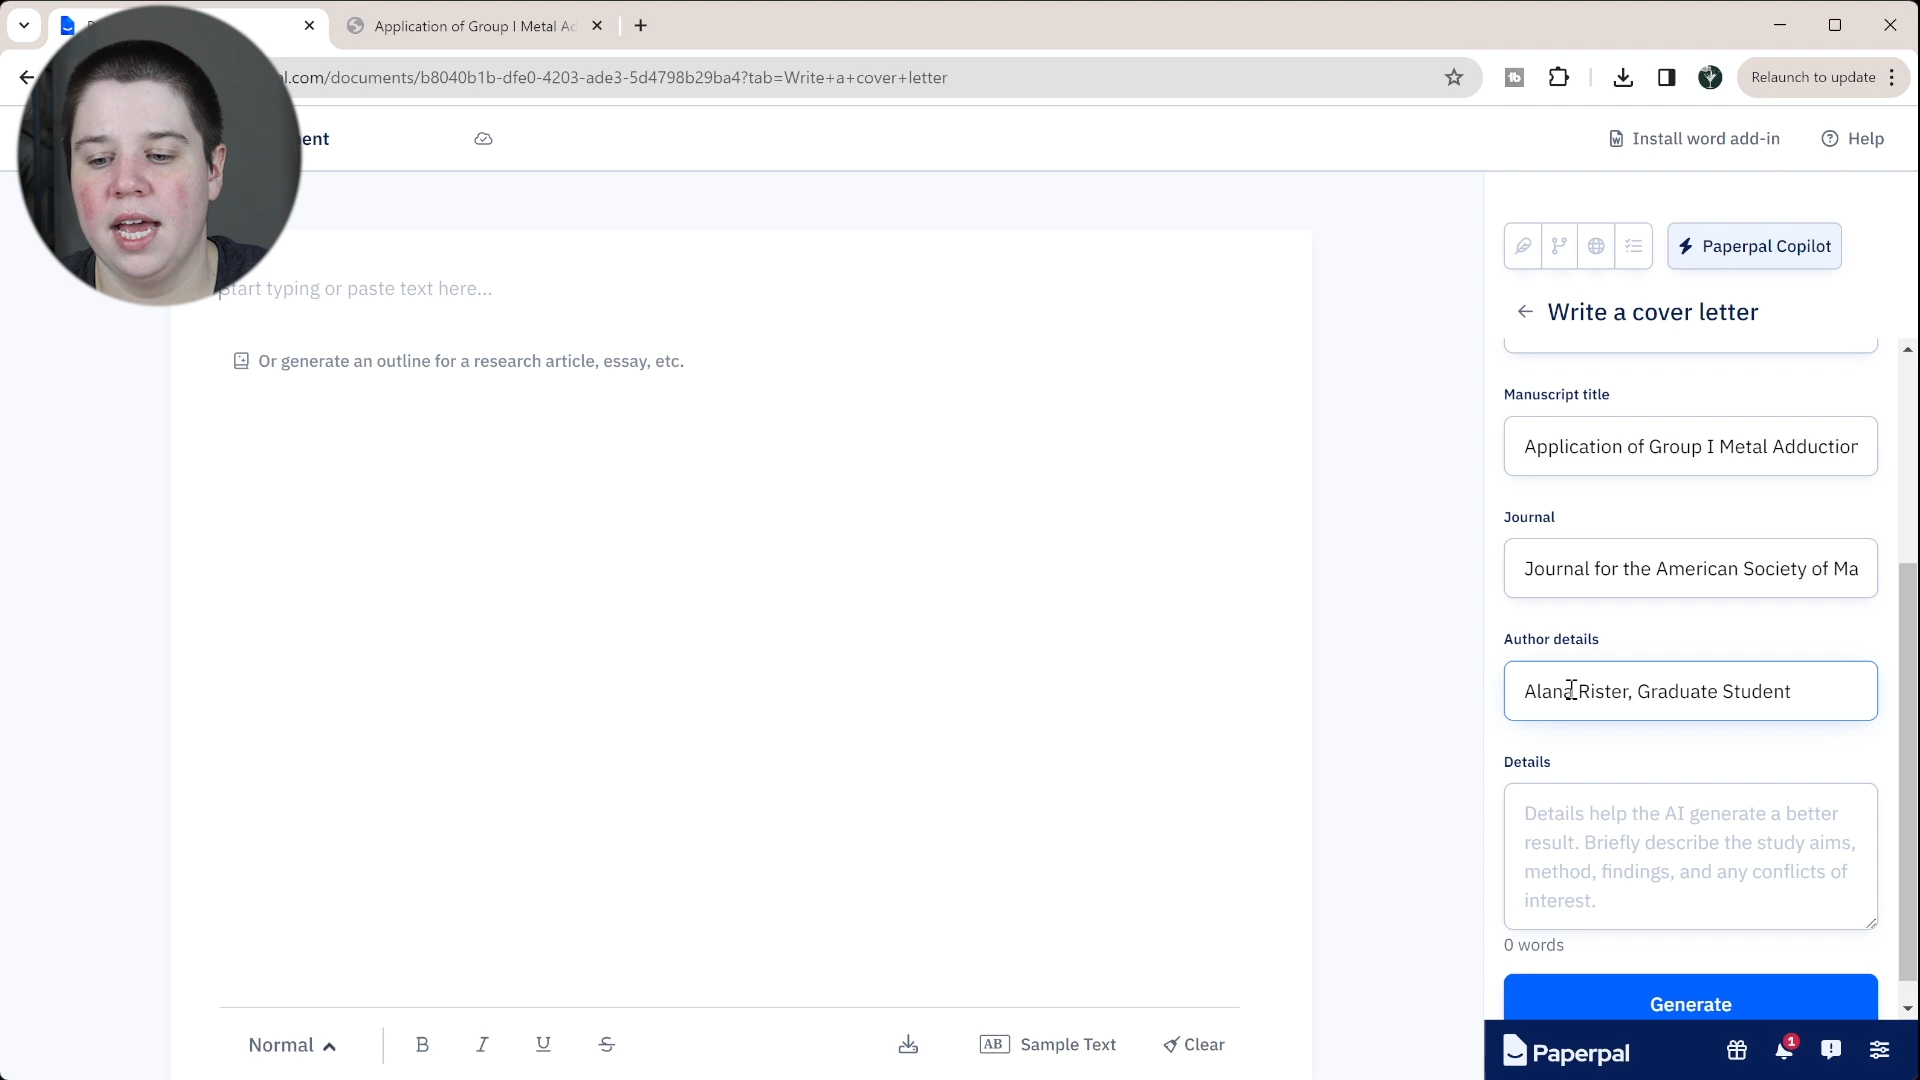 Application of Group I Metal Ad
l.com/documents/b8040b1b-dfe0-4203-ade3-5d4798b29ba4?tab=Write+a+cover+letter
Relaunch to update
ent
Install word add-in
Help
Start typing or paste text here...
Or generate an outline for a research article, essay, etc.
Paperpal Copilot
Write a cover letter
Manuscript title
Application of Group I Metal Adduction
Journal
Journal for the American Society of Ma
Author details
Alana Rister, Graduate Student
Details
Details help the AI generate a better
result. Briefly describe the study aims,
method, findings, and any conflicts of
interest.
0 words
Generate
Normal
B I U S
AB Sample Text
Clear
Paperpal
1